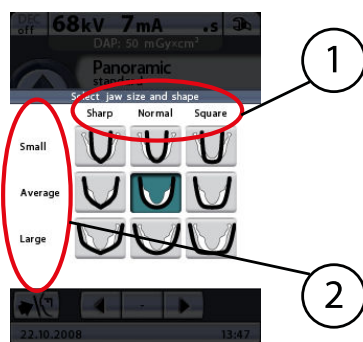 DEC 68kV 7mA .s
off
DAP: 50 mGy×cm²
Panoramic
standard
Select jaw size and shape
Sharp Normal Square
Small
Average
Large
-
22.10.2008 13:47
1
2